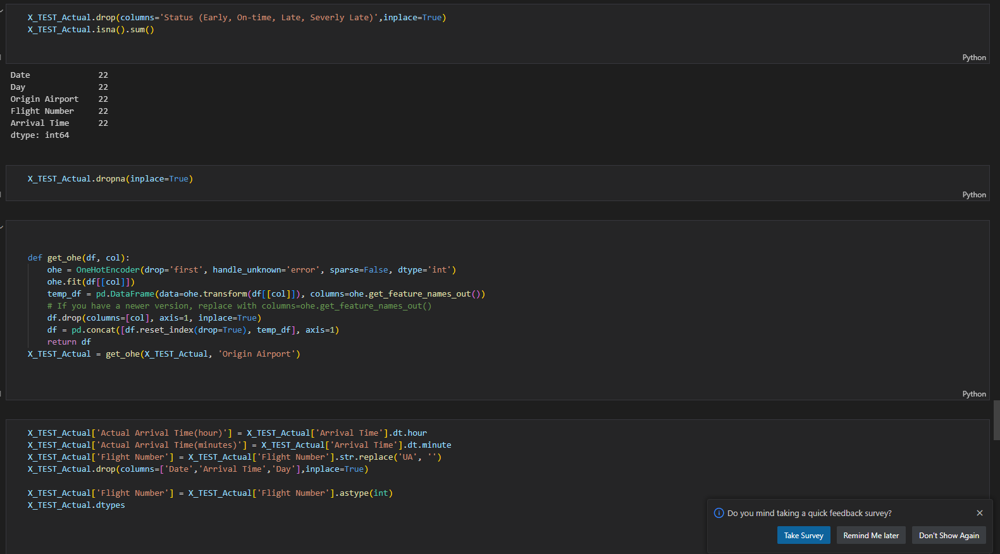 X_TEST_Actual.drop(columns='Status (Early, On-time, Late, Severly Late)',inplace=True)
X_TEST_Actual.isna().sum()
Python
Date 22
Day 22
Origin Airport 22
Flight Number 22
Arrival Time 22
dtype: int64
X_TEST_Actual.dropna(inplace=True)
Python
def get_ohe(df, col):
    ohe = OneHotEncoder(drop='first', handle_unknown='error', sparse=False, dtype='int')
    ohe.fit(df[[col]])
    temp_df = pd.DataFrame(data=ohe.transform(df[[col]]), columns=ohe.get_feature_names_out())
    # If you have a newer version, replace with columns=ohe.get_feature_names_out()
    df.drop(columns=[col], axis=1, inplace=True)
    df = pd.concat([df.reset_index(drop=True), temp_df], axis=1)
    return df
X_TEST_Actual = get_ohe(X_TEST_Actual, 'Origin Airport')
Python
X_TEST_Actual['Actual Arrival Time(hour)'] = X_TEST_Actual['Arrival Time'].dt.hour
X_TEST_Actual['Actual Arrival Time(minutes)'] = X_TEST_Actual['Arrival Time'].dt.minute
X_TEST_Actual['Flight Number'] = X_TEST_Actual['Flight Number'].str.replace('UA', '')
X_TEST_Actual.drop(columns=['Date','Arrival Time','Day'],inplace=True)
X_TEST_Actual['Flight Number'] = X_TEST_Actual['Flight Number'].astype(int)
X_TEST_Actual.dtypes
Do you mind taking a quick feedback survey?
Take Survey
Remind Me later
Don't Show Again